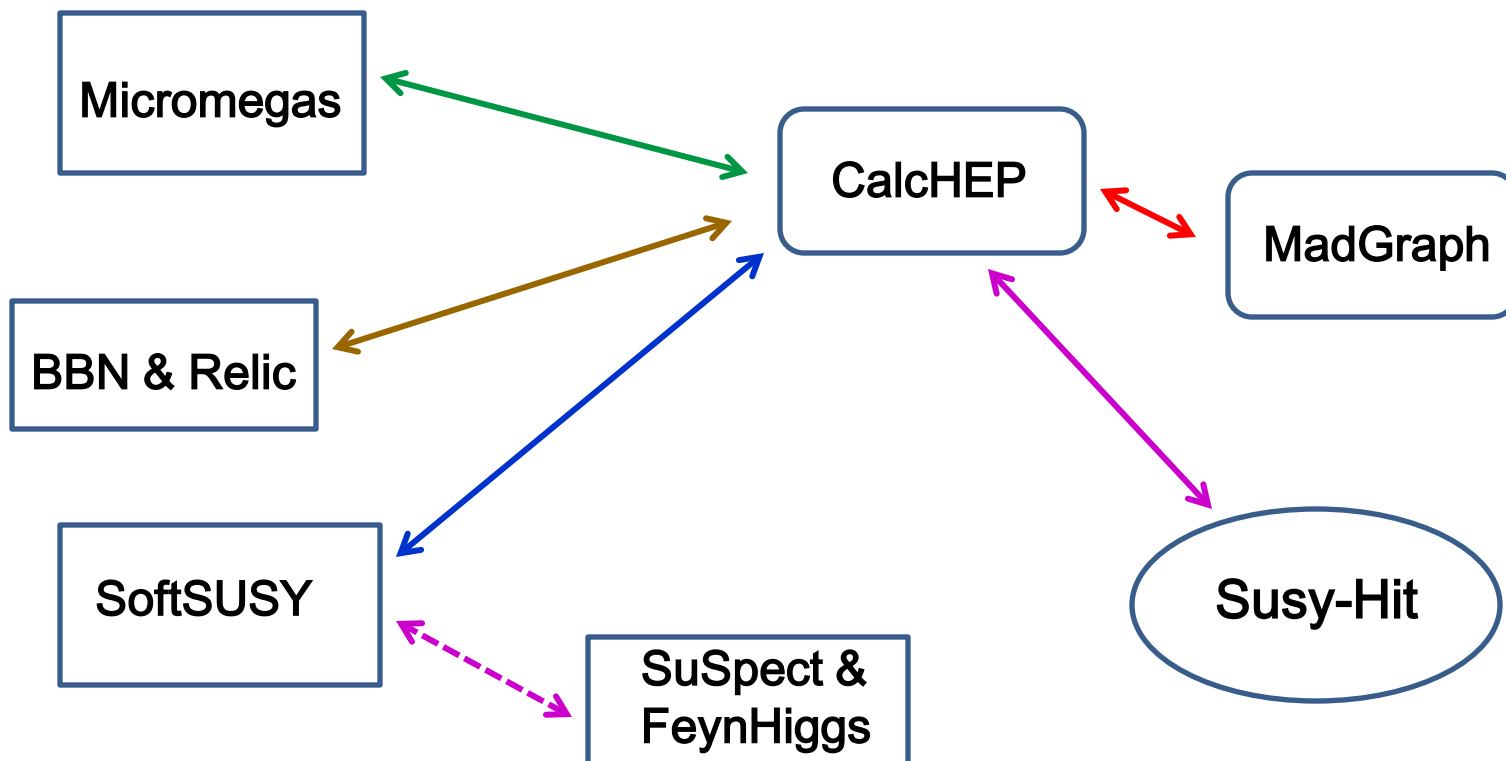 Micromegas
CalcHEP
MadGraph
BBN & Relic
SoftSUSY
Susy-Hit
SuSpect &
FeynHiggs